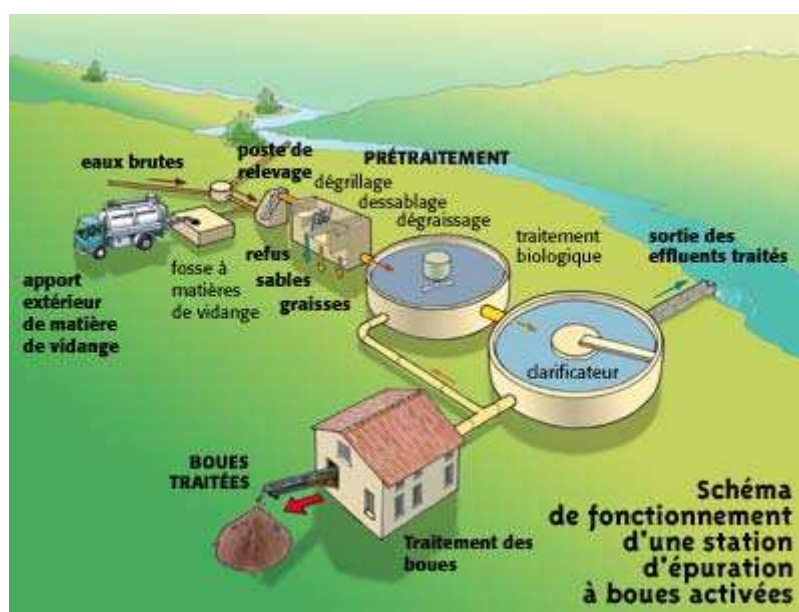 eaux brutes
poste de
relevage
PRÉTRAITEMENT
dégrillage
dessablage
dégraissage
apport
extérieur
de matière
de vidange
fosse à
matières
de vidange
refus
sables
graisses
traitement
biologique
sortie des
effluents traités
clarificateur
BOUES
TRAITÉES
Traitement des
boues
Schéma
de fonctionnement
d'une station
d'épuration
à boues activées